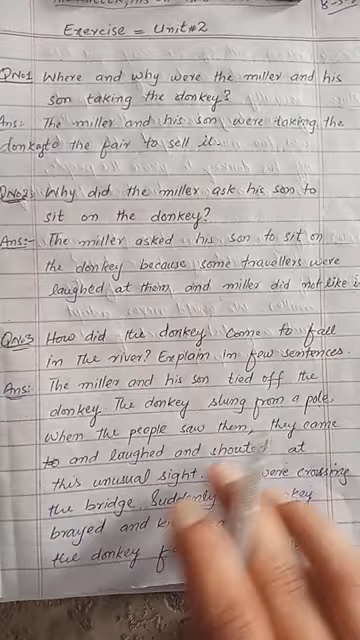 Exercise = Unit#2
QNo1 Where and why were the miller and his
son taking the donkey?
Ans: The miller and his son were taking the
donkey to the fair to sell it.
QNo2: Why did the miller ask his son to
sit on the donkey?
Ans:- The miller asked his son to sit on
the donkey because some travellers were
laughed at them and miller did not like i
QNo3 How did the donkey come to fall
in the river? Explain in few sentences.
Ans: The miller and his son tied off the
donkey The donkey slung from a pole
When the people saw them, they came
to and laughed and shouted at
this unusual sight. were crossing
the bridge. Suddenly
brayed and
the donkey